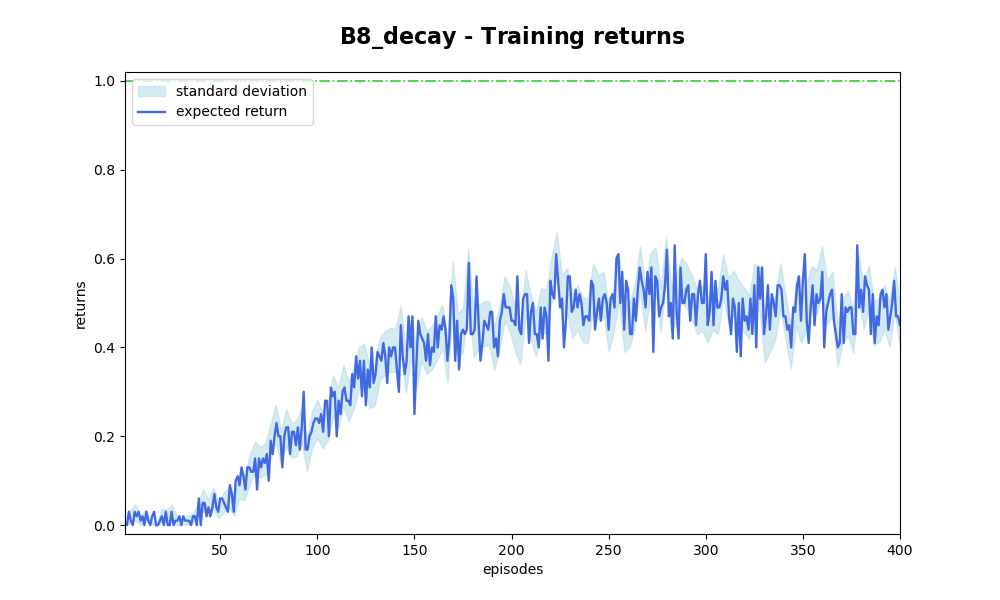 B8_decay - Training returns
1.0
0.8
0.6
0.4
0.2
0.0
returns
standard deviation
expected return
50 100 150 200 250 300 350 400
episodes